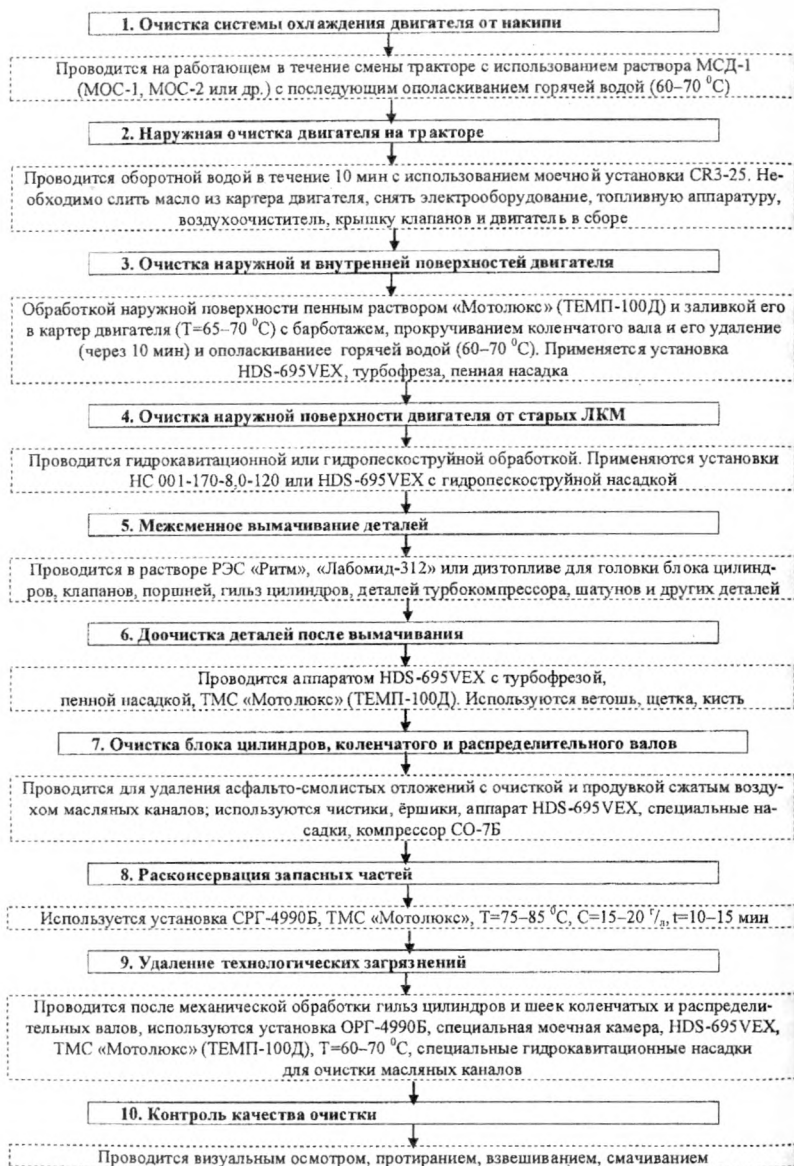 1. Очистка системы охлаждения двигателя от накипи
Проводится на работающем в течение смены тракторе с использованием раствора МСД-1
(МОС-1, МОС-2 или др.) с последующим ополаскиванием горячей водой (60–70 ⁰С)
2. Наружная очистка двигателя на тракторе
Проводится оборотной водой в течение 10 мин с использованием моечной установки CR3-25. Не-
обходимо слить масло из картера двигателя, снять электрооборудование, топливную аппаратуру,
воздухоочиститель, крышку клапанов и двигатель в сборе
3. Очистка наружной и внутренней поверхностей двигателя
Обработкой наружной поверхности пенным раствором «Мотолюкс» (ТЕМП-100Д) и заливкой его
в картер двигателя (Т=65–70 ⁰С) с барботажем, прокручиванием коленчатого вала и его удаление
(через 10 мин) и ополаскиваниее горячей водой (60–70 ⁰С). Применяется установка
HDS-695VEX, турбофреза, пенная насадка
4. Очистка наружной поверхности двигателя от старых ЛКМ
Проводится гидрокавитационной или гидропескоструйной обработкой. Применяются установки
НС 001-170-8,0-120 или HDS-695VEX с гидропескоструйной насадкой
5. Межсменное вымачивание деталей
Проводится в растворе РЭС «Ритм», «Лабомид-312» или дизтопливе для головки блока цилинд-
ров, клапанов, поршней, гильз цилиндров, деталей турбокомпрессора, шатунов и других деталей
6. Доочистка деталей после вымачивания
Проводится аппаратом HDS-695VEX с турбофрезой,
пенной насадкой, ТМС «Мотолюкс» (ТЕМП-100Д). Используются ветошь, щетка, кисть
7. Очистка блока цилиндров, коленчатого и распределительного валов
Проводится для удаления асфальто-смолистых отложений с очисткой и продувкой сжатым возду-
хом масляных каналов; используются чистики, ёршики, аппарат HDS-695VEX, специальные на-
садки, компрессор СО-7Б
8. Расконсервация запасных частей
Используется установка СРГ-4990Б, ТМС «Мотолюкс», Т=75–85 ⁰С, С=15–20 г/л, t=10–15 мин
9. Удаление технологических загрязнений
Проводится после механической обработки гильз цилиндров и шеек коленчатых и распредели-
тельных валов, используются установка ОРГ-4990Б, специальная моечная камера, HDS-695VEX,
ТМС «Мотолюкс» (ТЕМП-100Д), Т=60–70 ⁰С, специальные гидрокавитационные насадки
для очистки масляных каналов
10. Контроль качества очистки
Проводится визуальным осмотром, протиранием, взвешиванием, смачиванием